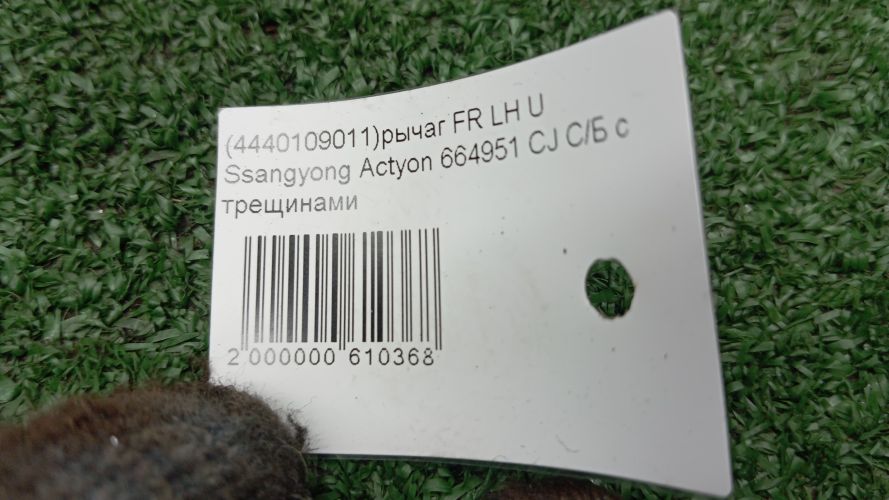 (4440109011)рычаг FR LH U
Ssangyong Actyon 664951 CJ С/Б с
трещинами
2 000000 610368